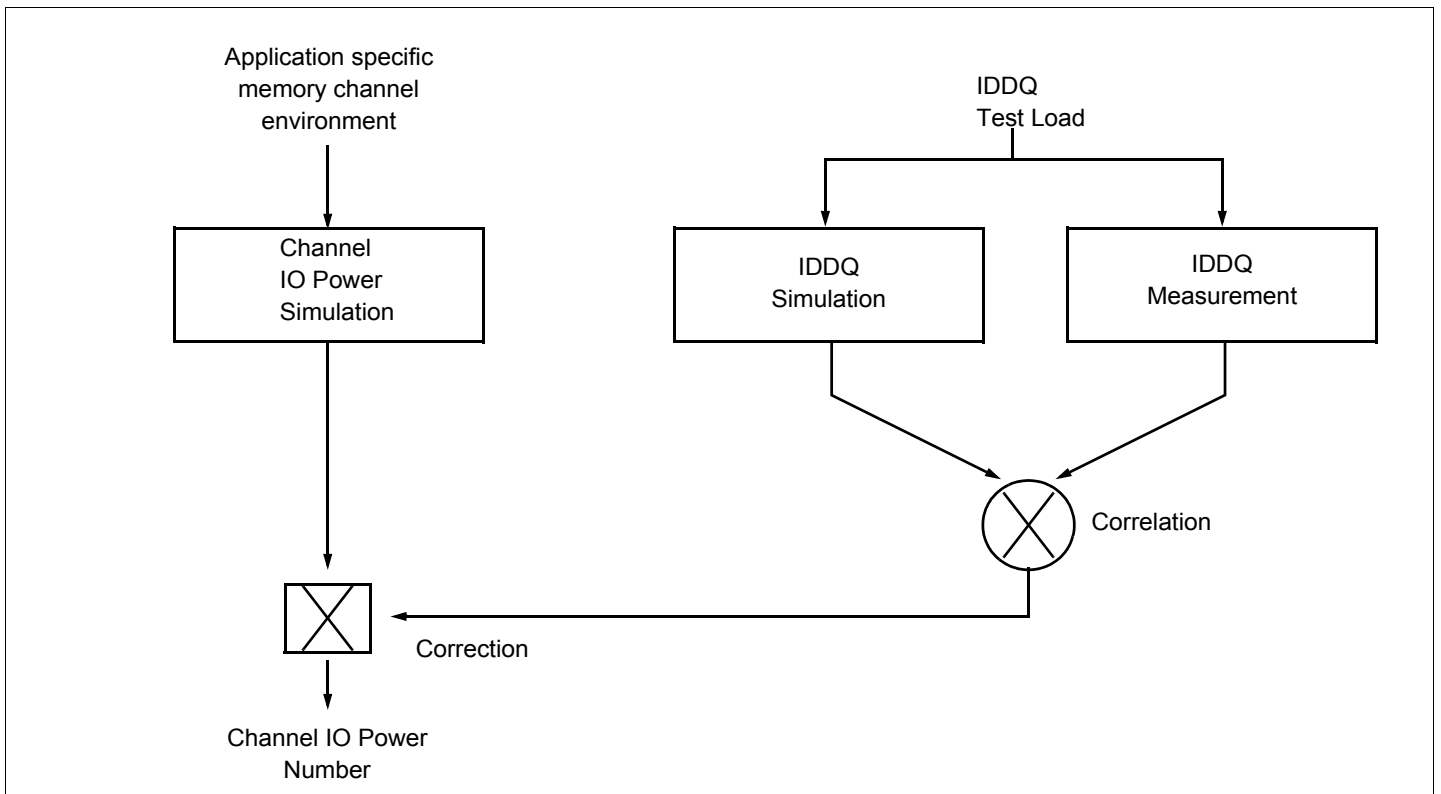 Application specific
memory channel
environment
IDDQ
Test Load
Channel
IO Power
Simulation
IDDQ
Simulation
IDDQ
Measurement
Correlation
Correction
Channel IO Power
Number